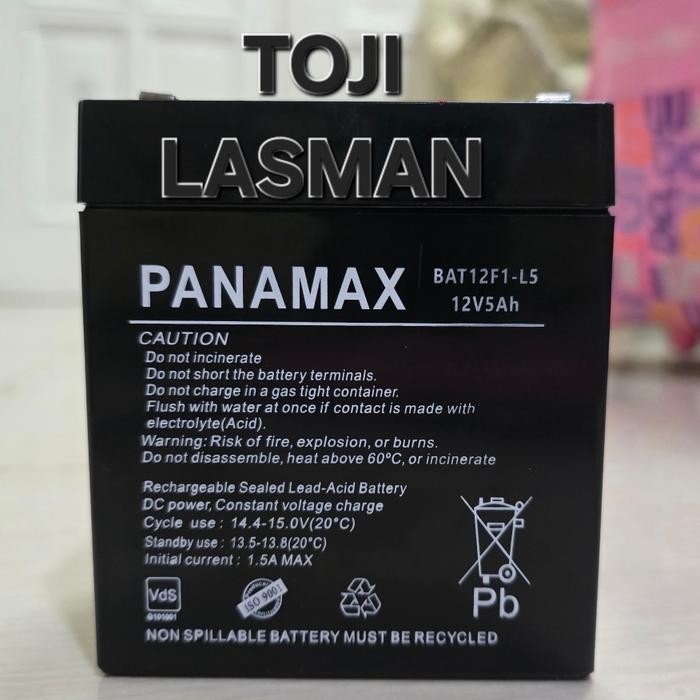 TOJI
LASMAN
PANAMAX
BAT12F1-L5
12V5Ah
CAUTION
Do not incinerate
Do not short the battery terminals.
Do not charge in a gas tight container.
Flush with water at once if contact is made with
electrolyte(Acid).
Warning: Risk of fire, explosion, or burns.
Do not disassemble, heat above 60°C, or incinerate
Rechargeable Sealed Lead-Acid Battery
DC power, Constant voltage charge
Cycle use : 14.4-15.0V(20°C)
Standby use : 13.5-13.8(20°C)
Initial current : 1.5A MAX
VdS
G101001
ISO 9001
Pb
NON SPILLABLE BATTERY MUST BE RECYCLED